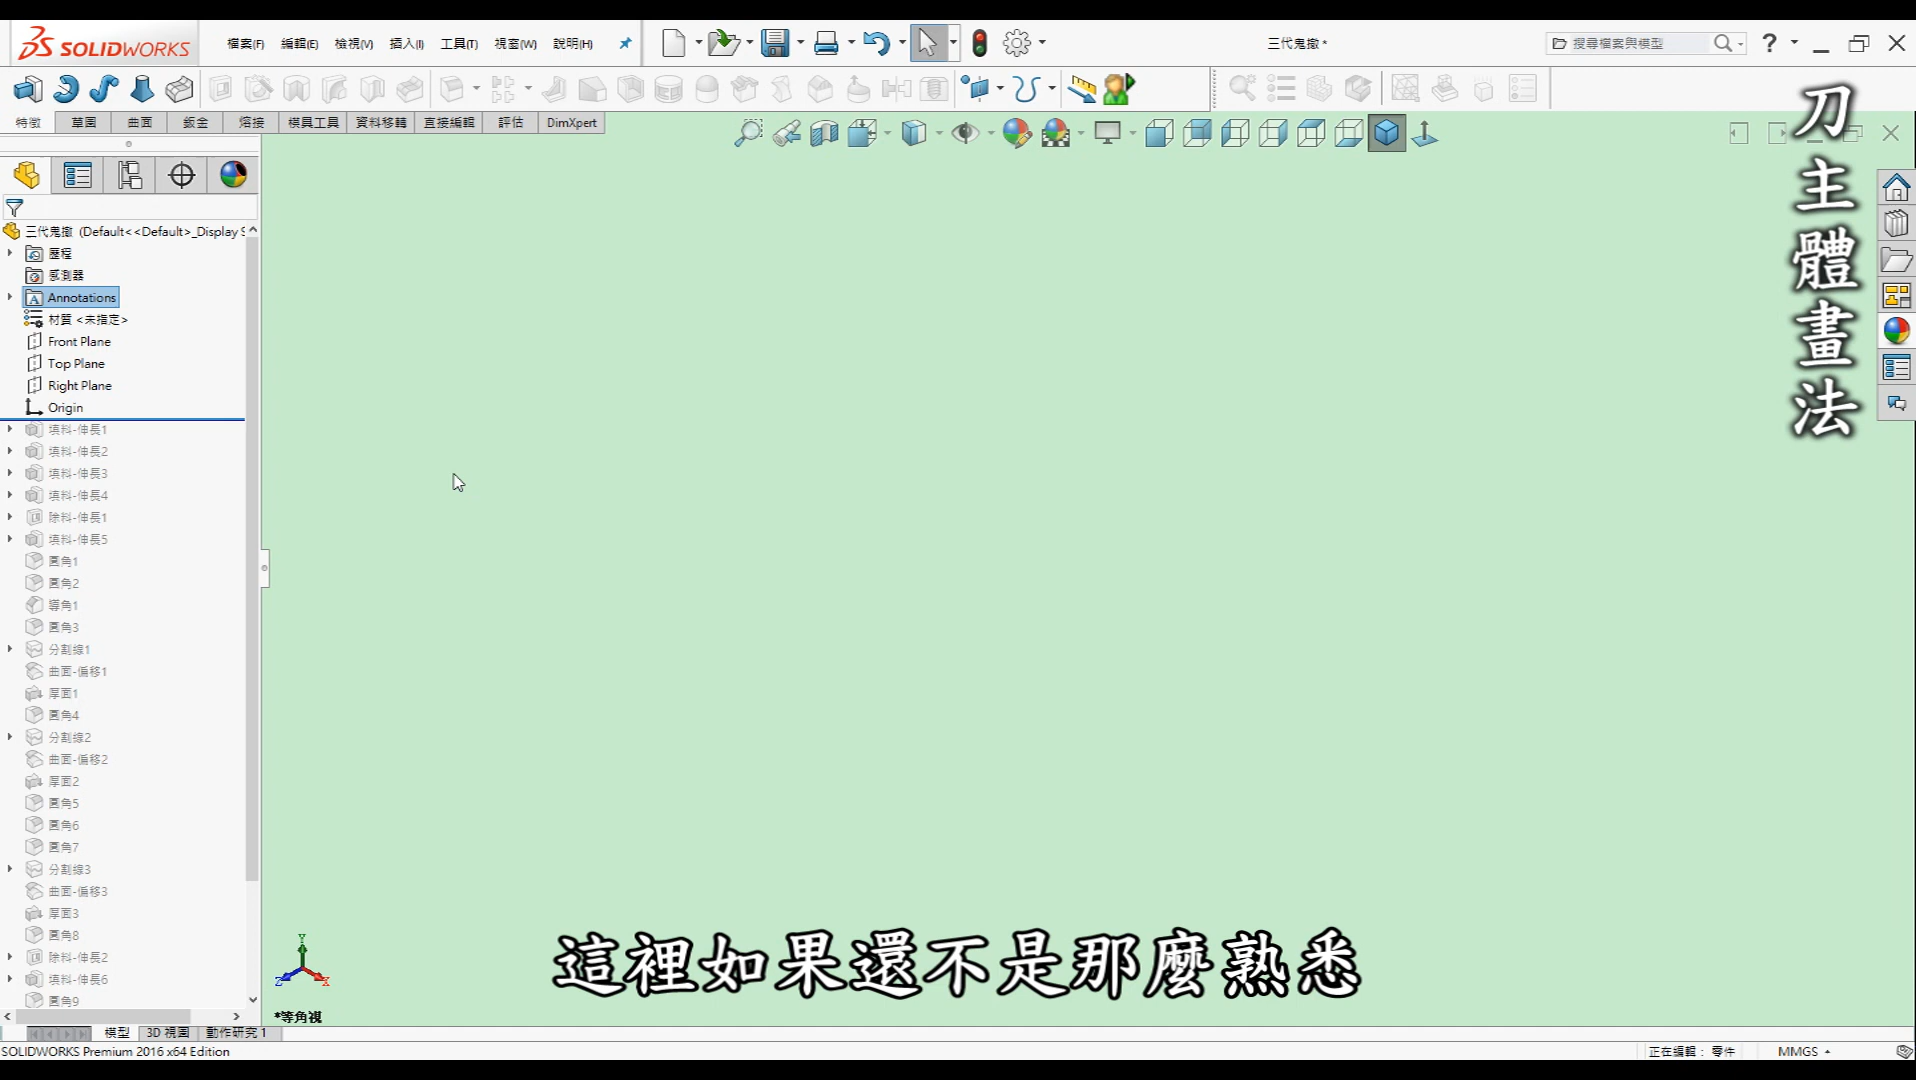 SOLIDWORKS
檔案(F)
編輯(E)
檢視(V)
插入(I)
工具(T)
視窗(W)
說明(H)
三代鬼撤 *
搜尋檔案與模型
?
特徵
草圖
曲面
鈑金
熔接
模具工具
資料移轉
直接編輯
評估
DimXpert
三代鬼撤 (Default<<Default>_Display S
歷程
感測器
Annotations
材質 <未指定>
Front Plane
Top Plane
Right Plane
Origin
填料-伸長1
填料-伸長2
填料-伸長3
填料-伸長4
除料-伸長1
填料-伸長5
圓角1
圓角2
導角1
圓角3
分割線1
曲面-偏移1
厚面1
圓角4
分割線2
曲面-偏移2
厚面2
圓角5
圓角6
圓角7
分割線3
曲面-偏移3
厚面3
圓角8
除料-伸長2
填料-伸長6
圓角9
刀主體畫法
這裡如果還不是那麼熟悉
Y
Z
X
*等角視
模型
3D 視圖
動作研究 1
SOLIDWORKS Premium 2016 x64 Edition
正在編輯： 零件
MMGS